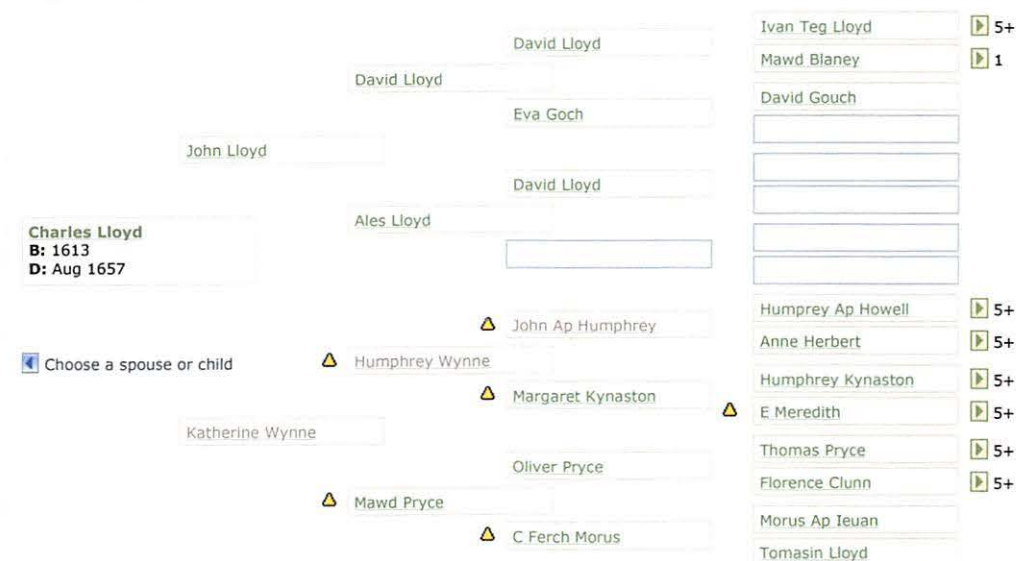 Ivan Teg Lloyd 5+
David Lloyd
Mawd Blaney 1
David Lloyd
David Gouch
Eva Goch
John Lloyd
David Lloyd
Ales Lloyd
Charles Lloyd
B: 1613
D: Aug 1657
Humprey Ap Howell 5+
John Ap Humphrey
Anne Herbert 5+
Choose a spouse or child
Humphrey Wynne
Humphrey Kynaston 5+
Margaret Kynaston
E Meredith 5+
Katherine Wynne
Thomas Pryce 5+
Oliver Pryce
Florence Clunn 5+
Mawd Pryce
Morus Ap Ieuan
C Ferch Morus
Tomasin Lloyd